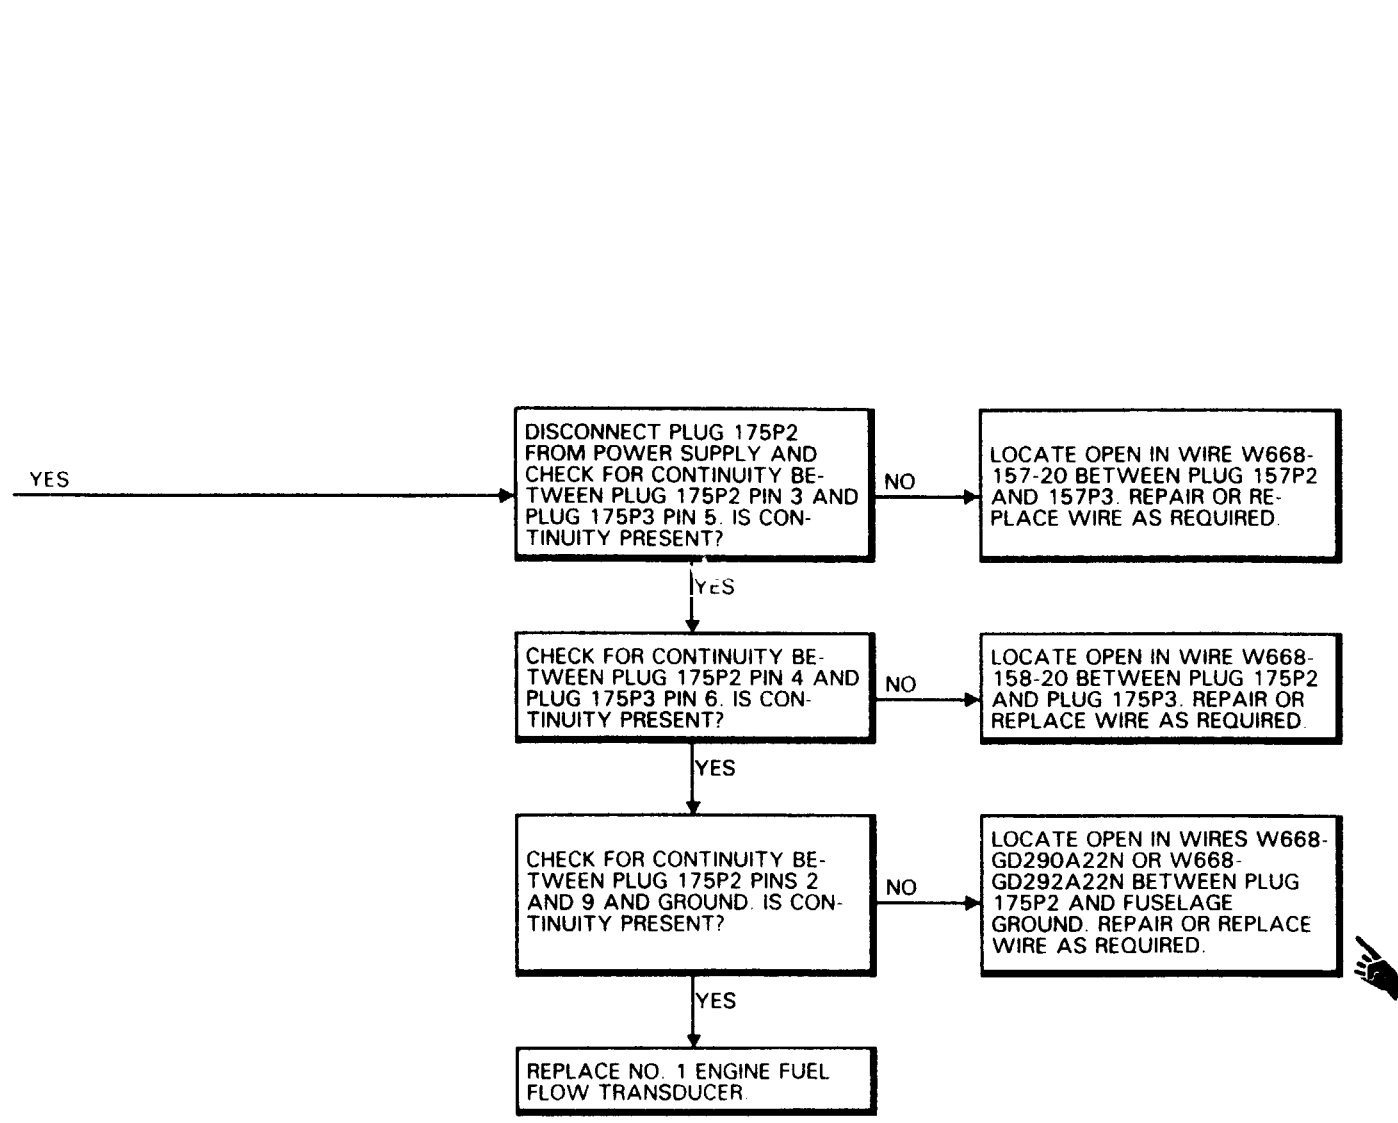 YES
DISCONNECT PLUG 175P2
FROM POWER SUPPLY AND
CHECK FOR CONTINUITY BE-
TWEEN PLUG 175P2 PIN 3 AND
PLUG 175P3 PIN 5. IS CON-
TINUITY PRESENT?
NO
LOCATE OPEN IN WIRE W668-
157-20 BETWEEN PLUG 157P2
AND 157P3. REPAIR OR RE-
PLACE WIRE AS REQUIRED.
YES
CHECK FOR CONTINUITY BE-
TWEEN PLUG 175P2 PIN 4 AND
PLUG 175P3 PIN 6. IS CON-
TINUITY PRESENT?
NO
LOCATE OPEN IN WIRE W668-
158-20 BETWEEN PLUG 175P2
AND PLUG 175P3. REPAIR OR
REPLACE WIRE AS REQUIRED.
YES
CHECK FOR CONTINUITY BE-
TWEEN PLUG 175P2 PINS 2
AND 9 AND GROUND. IS CON-
TINUITY PRESENT?
NO
LOCATE OPEN IN WIRES W668-
GD290A22N OR W668-
GD292A22N BETWEEN PLUG
175P2 AND FUSELAGE
GROUND. REPAIR OR REPLACE
WIRE AS REQUIRED.
YES
REPLACE NO. 1 ENGINE FUEL
FLOW TRANSDUCER.